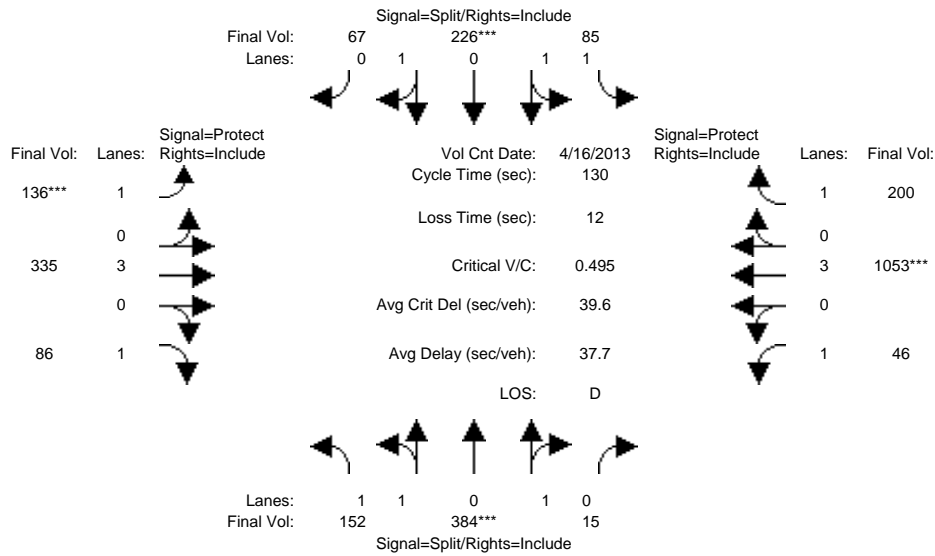 Signal=Split/Rights=Include
Final Vol: 67 226*** 85
Lanes: 0 1 0 1 1
Signal=Protect Signal=Protect
Final Vol: Lanes: Rights=Include Vol Cnt Date: 4/16/2013 Rights=Include Lanes: Final Vol:
Cycle Time (sec): 130
136*** 1 1 200
Loss Time (sec): 12
0 0
335 3 Critical V/C: 0.495 3 1053***
0 Avg Crit Del (sec/veh): 39.6 0
86 1 Avg Delay (sec/veh): 37.7 1 46
LOS: D
Lanes: 1 1 0 1 0
Final Vol: 152 384*** 15
Signal=Split/Rights=Include